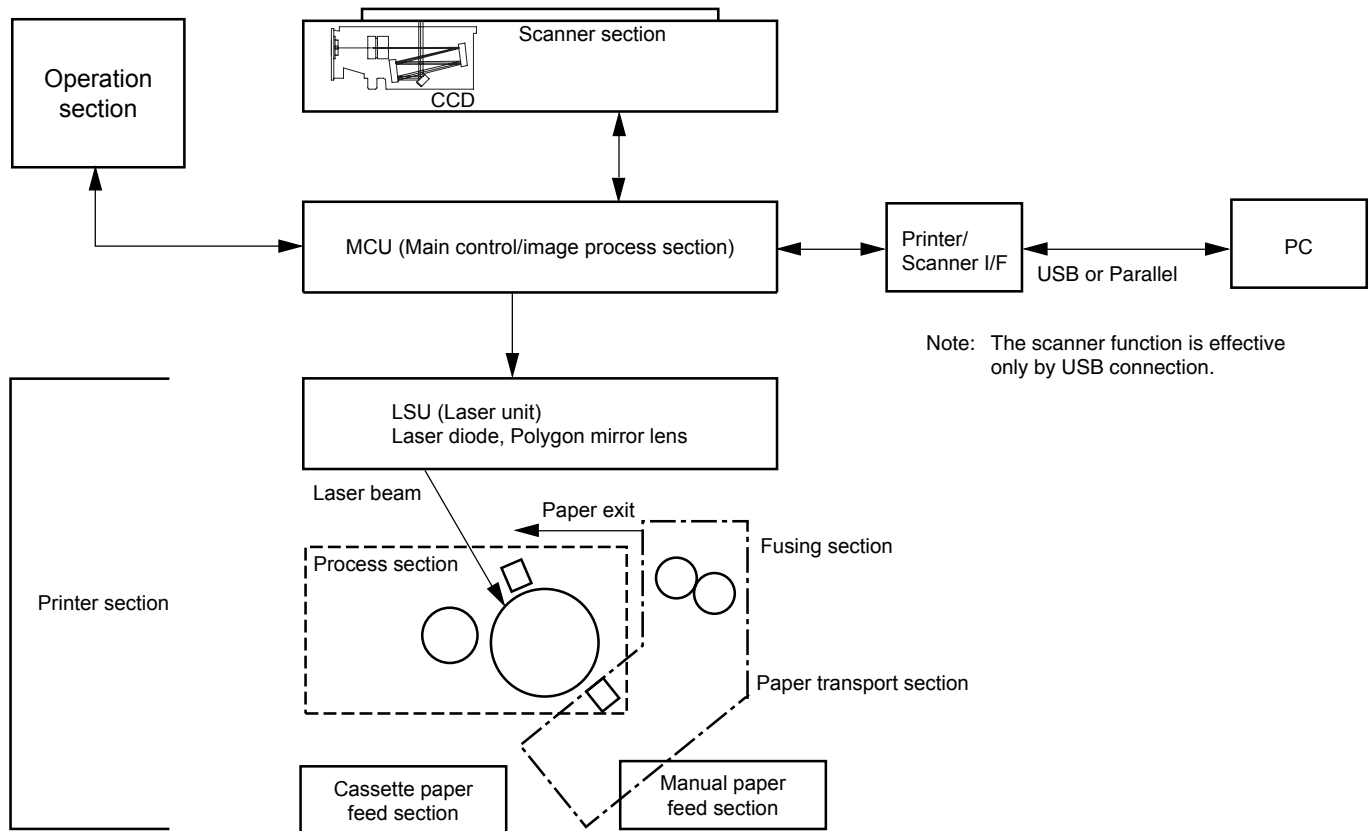 Operation
section
Scanner section
CCD
MCU (Main control/image process section)
Printer/
Scanner I/F
USB or Parallel
PC
Note: The scanner function is effective
only by USB connection.
LSU (Laser unit)
Laser diode, Polygon mirror lens
Laser beam
Paper exit
Process section
Fusing section
Printer section
Paper transport section
Cassette paper
feed section
Manual paper
feed section